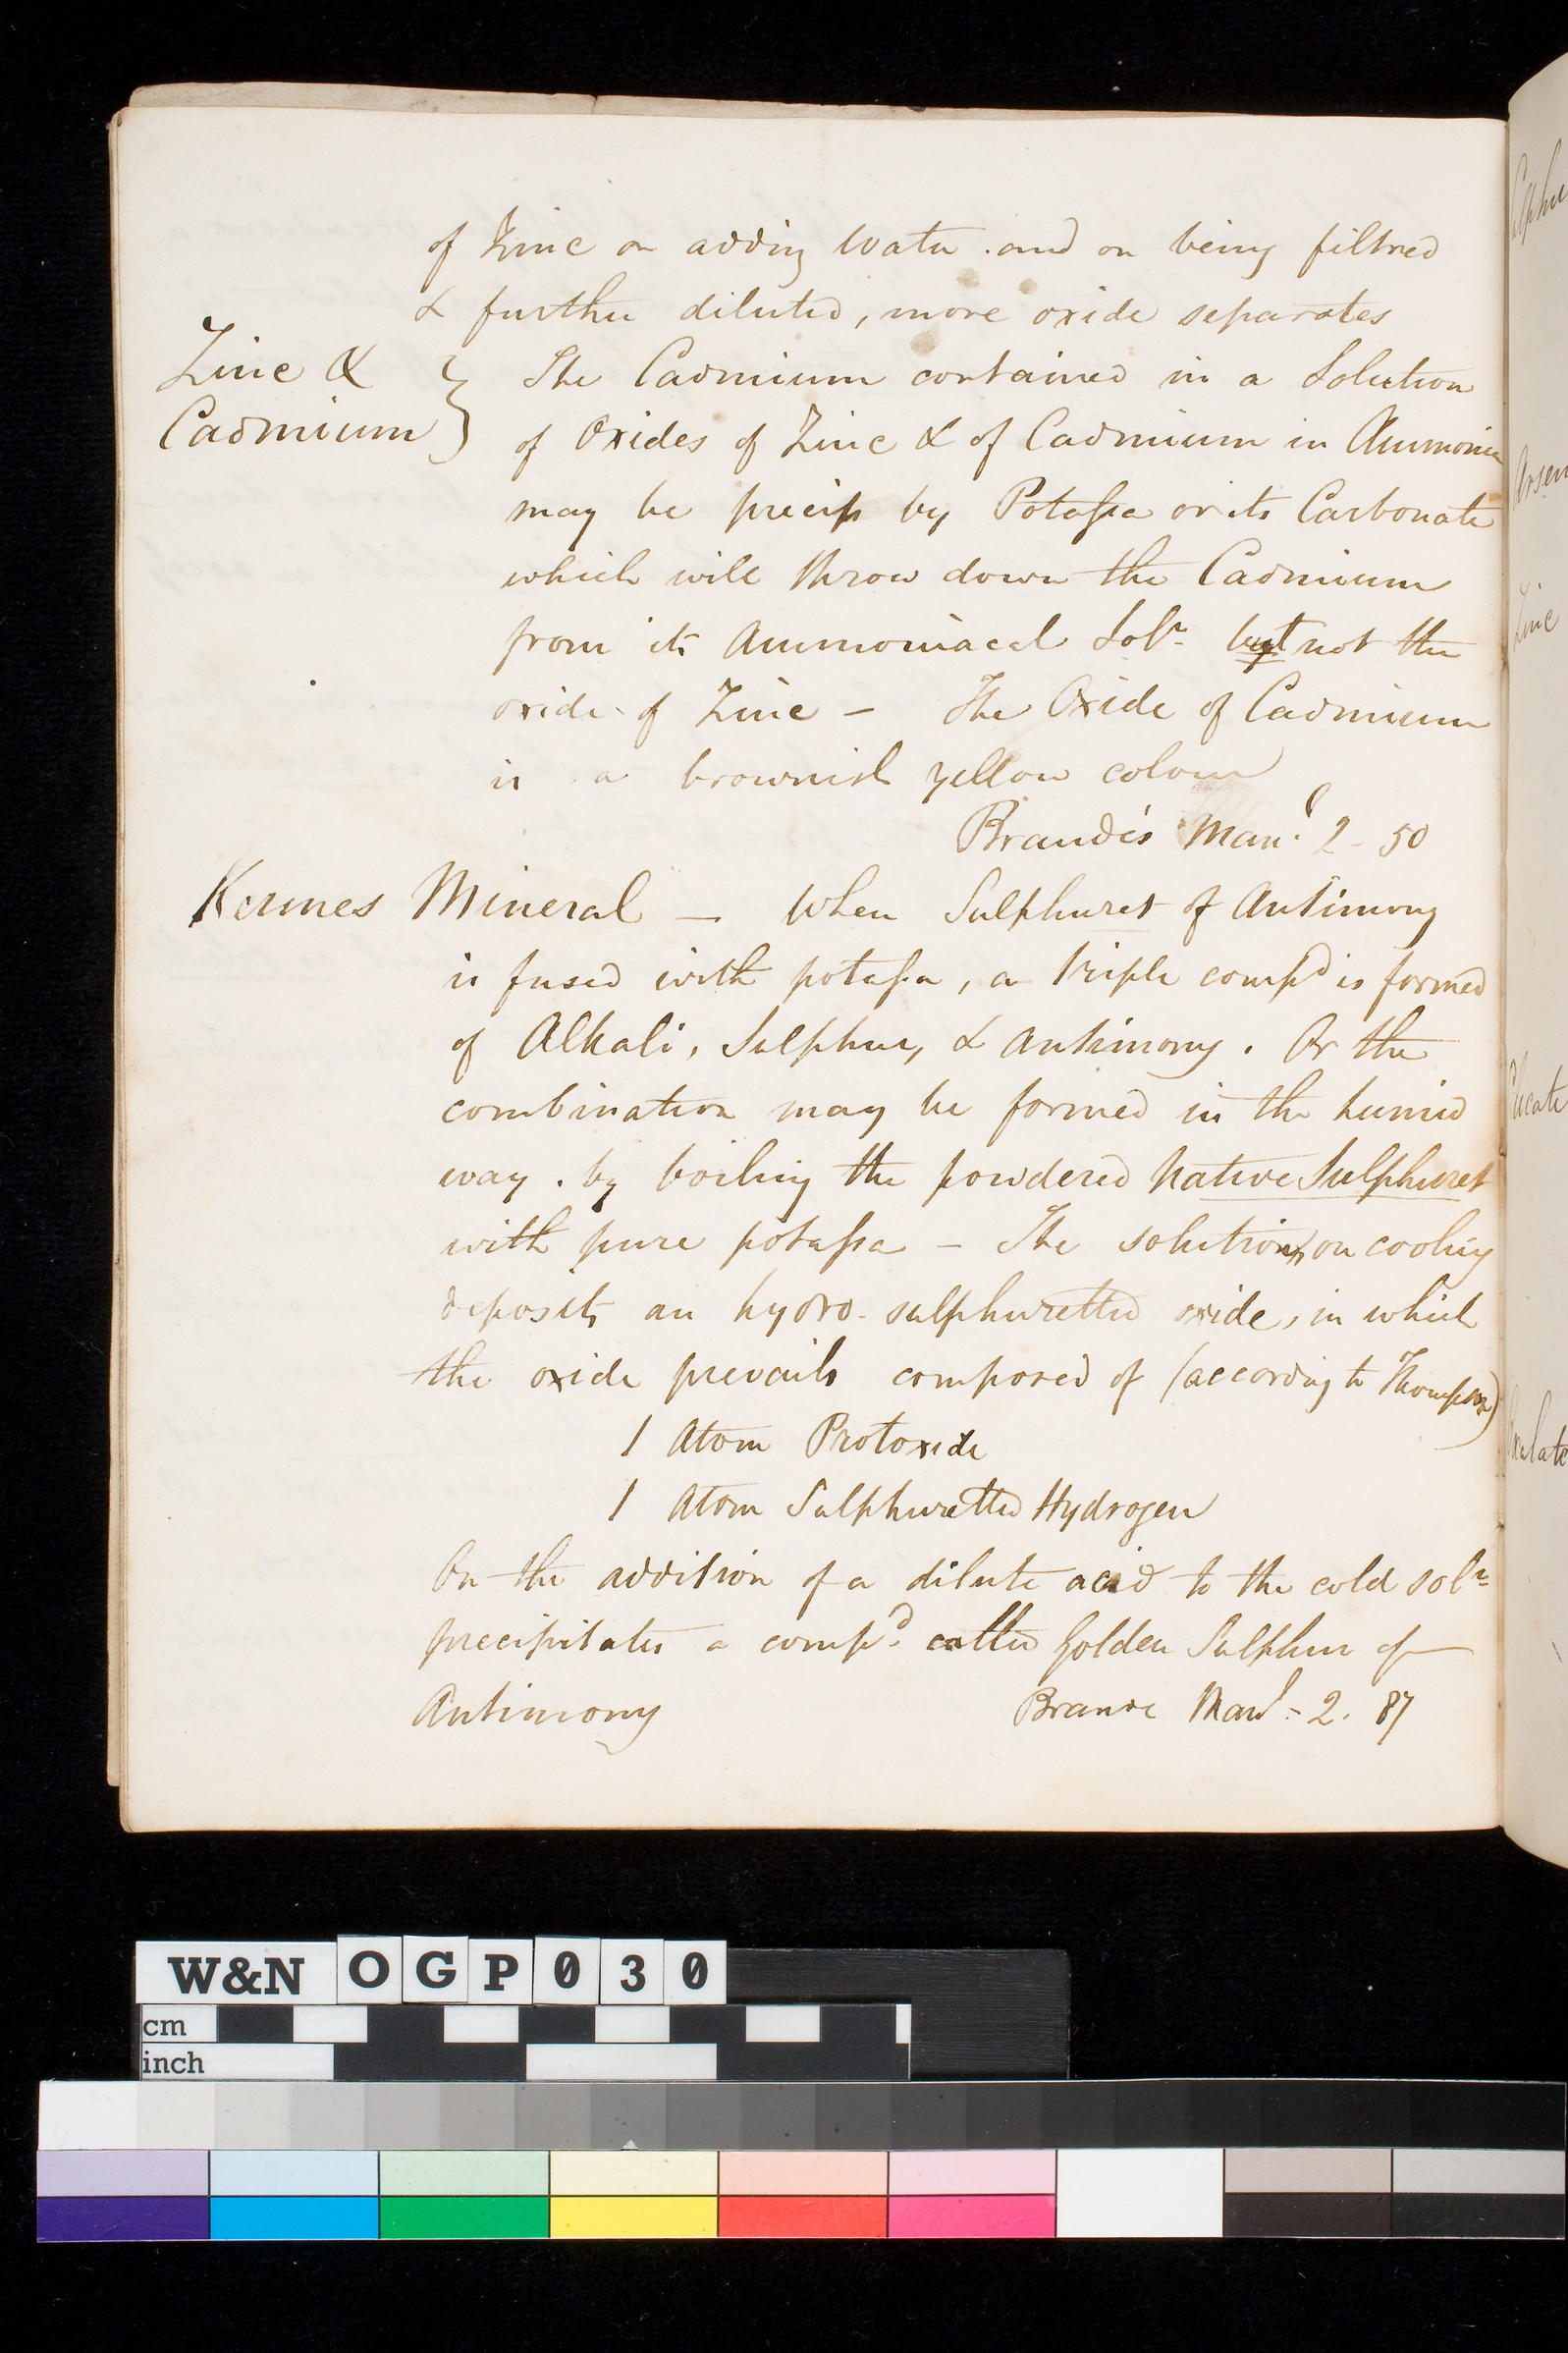 of Zinc on adding Water . and on being filtred
& further diluted, more oxide separates
Zinc &
Cadmium }
The Cadmium contained in a Solution
of Oxides of Zinc & of Cadmium in Ammonia
may be precip by Potassa or its Carbonate
which will throw down the Cadmium
from its Ammoniacal Soln but not the
oxide of Zinc – The Oxide of Cadmium
is a brownish yellow colour
Brande's Manl 2 - 50
Kermes Mineral — When Sulphuret of Antimony
is fused with potassa, a triple compd is formed
of Alkali, Sulphur, & Antimony. Or the
combination may be formed in the humid
way . by boiling the powdered Native Sulphuret
with pure potassa – The solution, on cooling
deposits an hydro-sulphuretted oxide, in which
the oxide prevails composed of (according to Thompson)
1 Atom Protoxide
1 Atom Sulphuretted Hydrogen
On the addition of a dilute acid to the cold soln
precipitates a compd called Golden Sulphur of
Antimony
Brande Manl - 2. 87
Arsen
Zinc
W&N OGP030
cm
inch